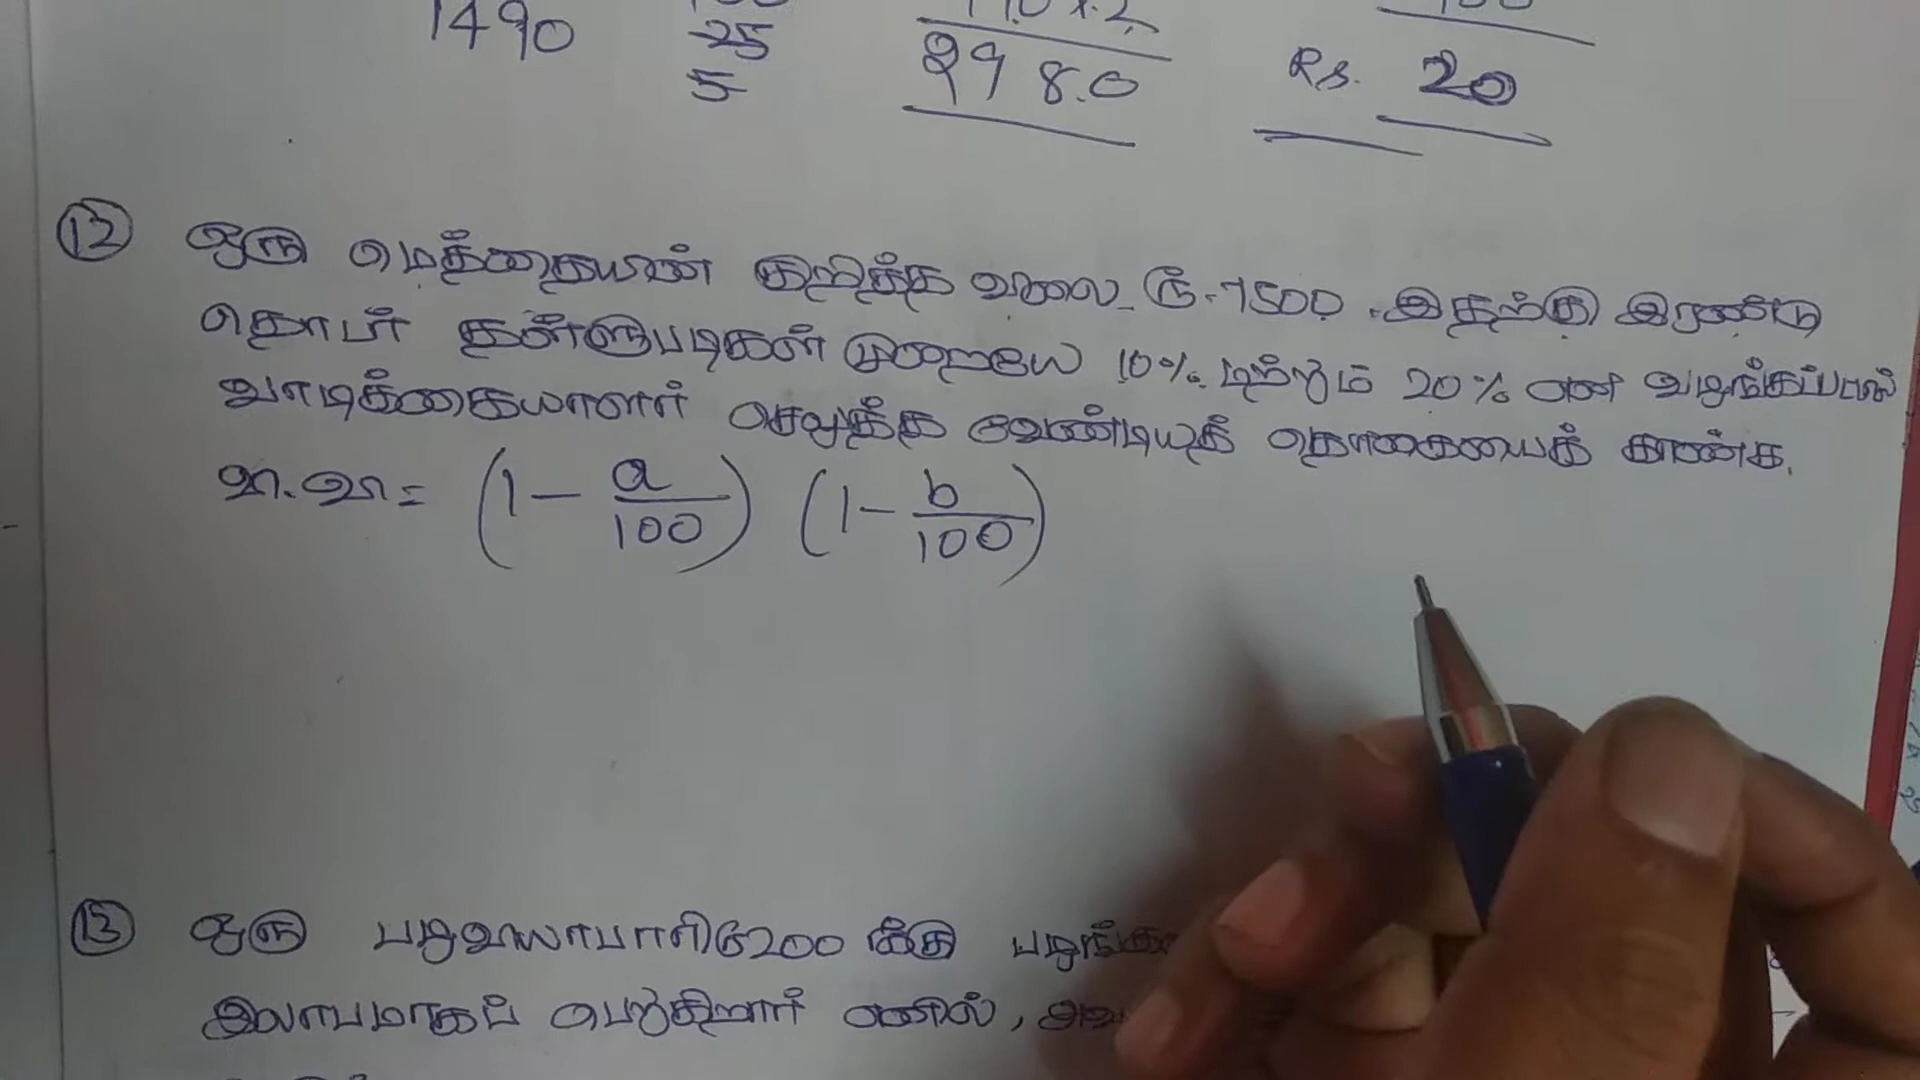 1490 25 298.0 Rs. 20
5
12 ஒரு மெத்தையின் குறித்த விலை ரூ.7500. இதற்கு இரண்டு
தொடர் தள்ளுபடிகள் முறையே 10% மற்றும் 20% என வழங்கப்பட்டால்
வாடிக்கையாளர் செலுத்த வேண்டியத் தொகையைக் காண்க.
வி.வி = (1 - a/100) (1 - b/100)
13 ஒரு பழவியாபாரி ரூ200 க்கு
இலாபமாகப் பெறுகிறார் எனில்,